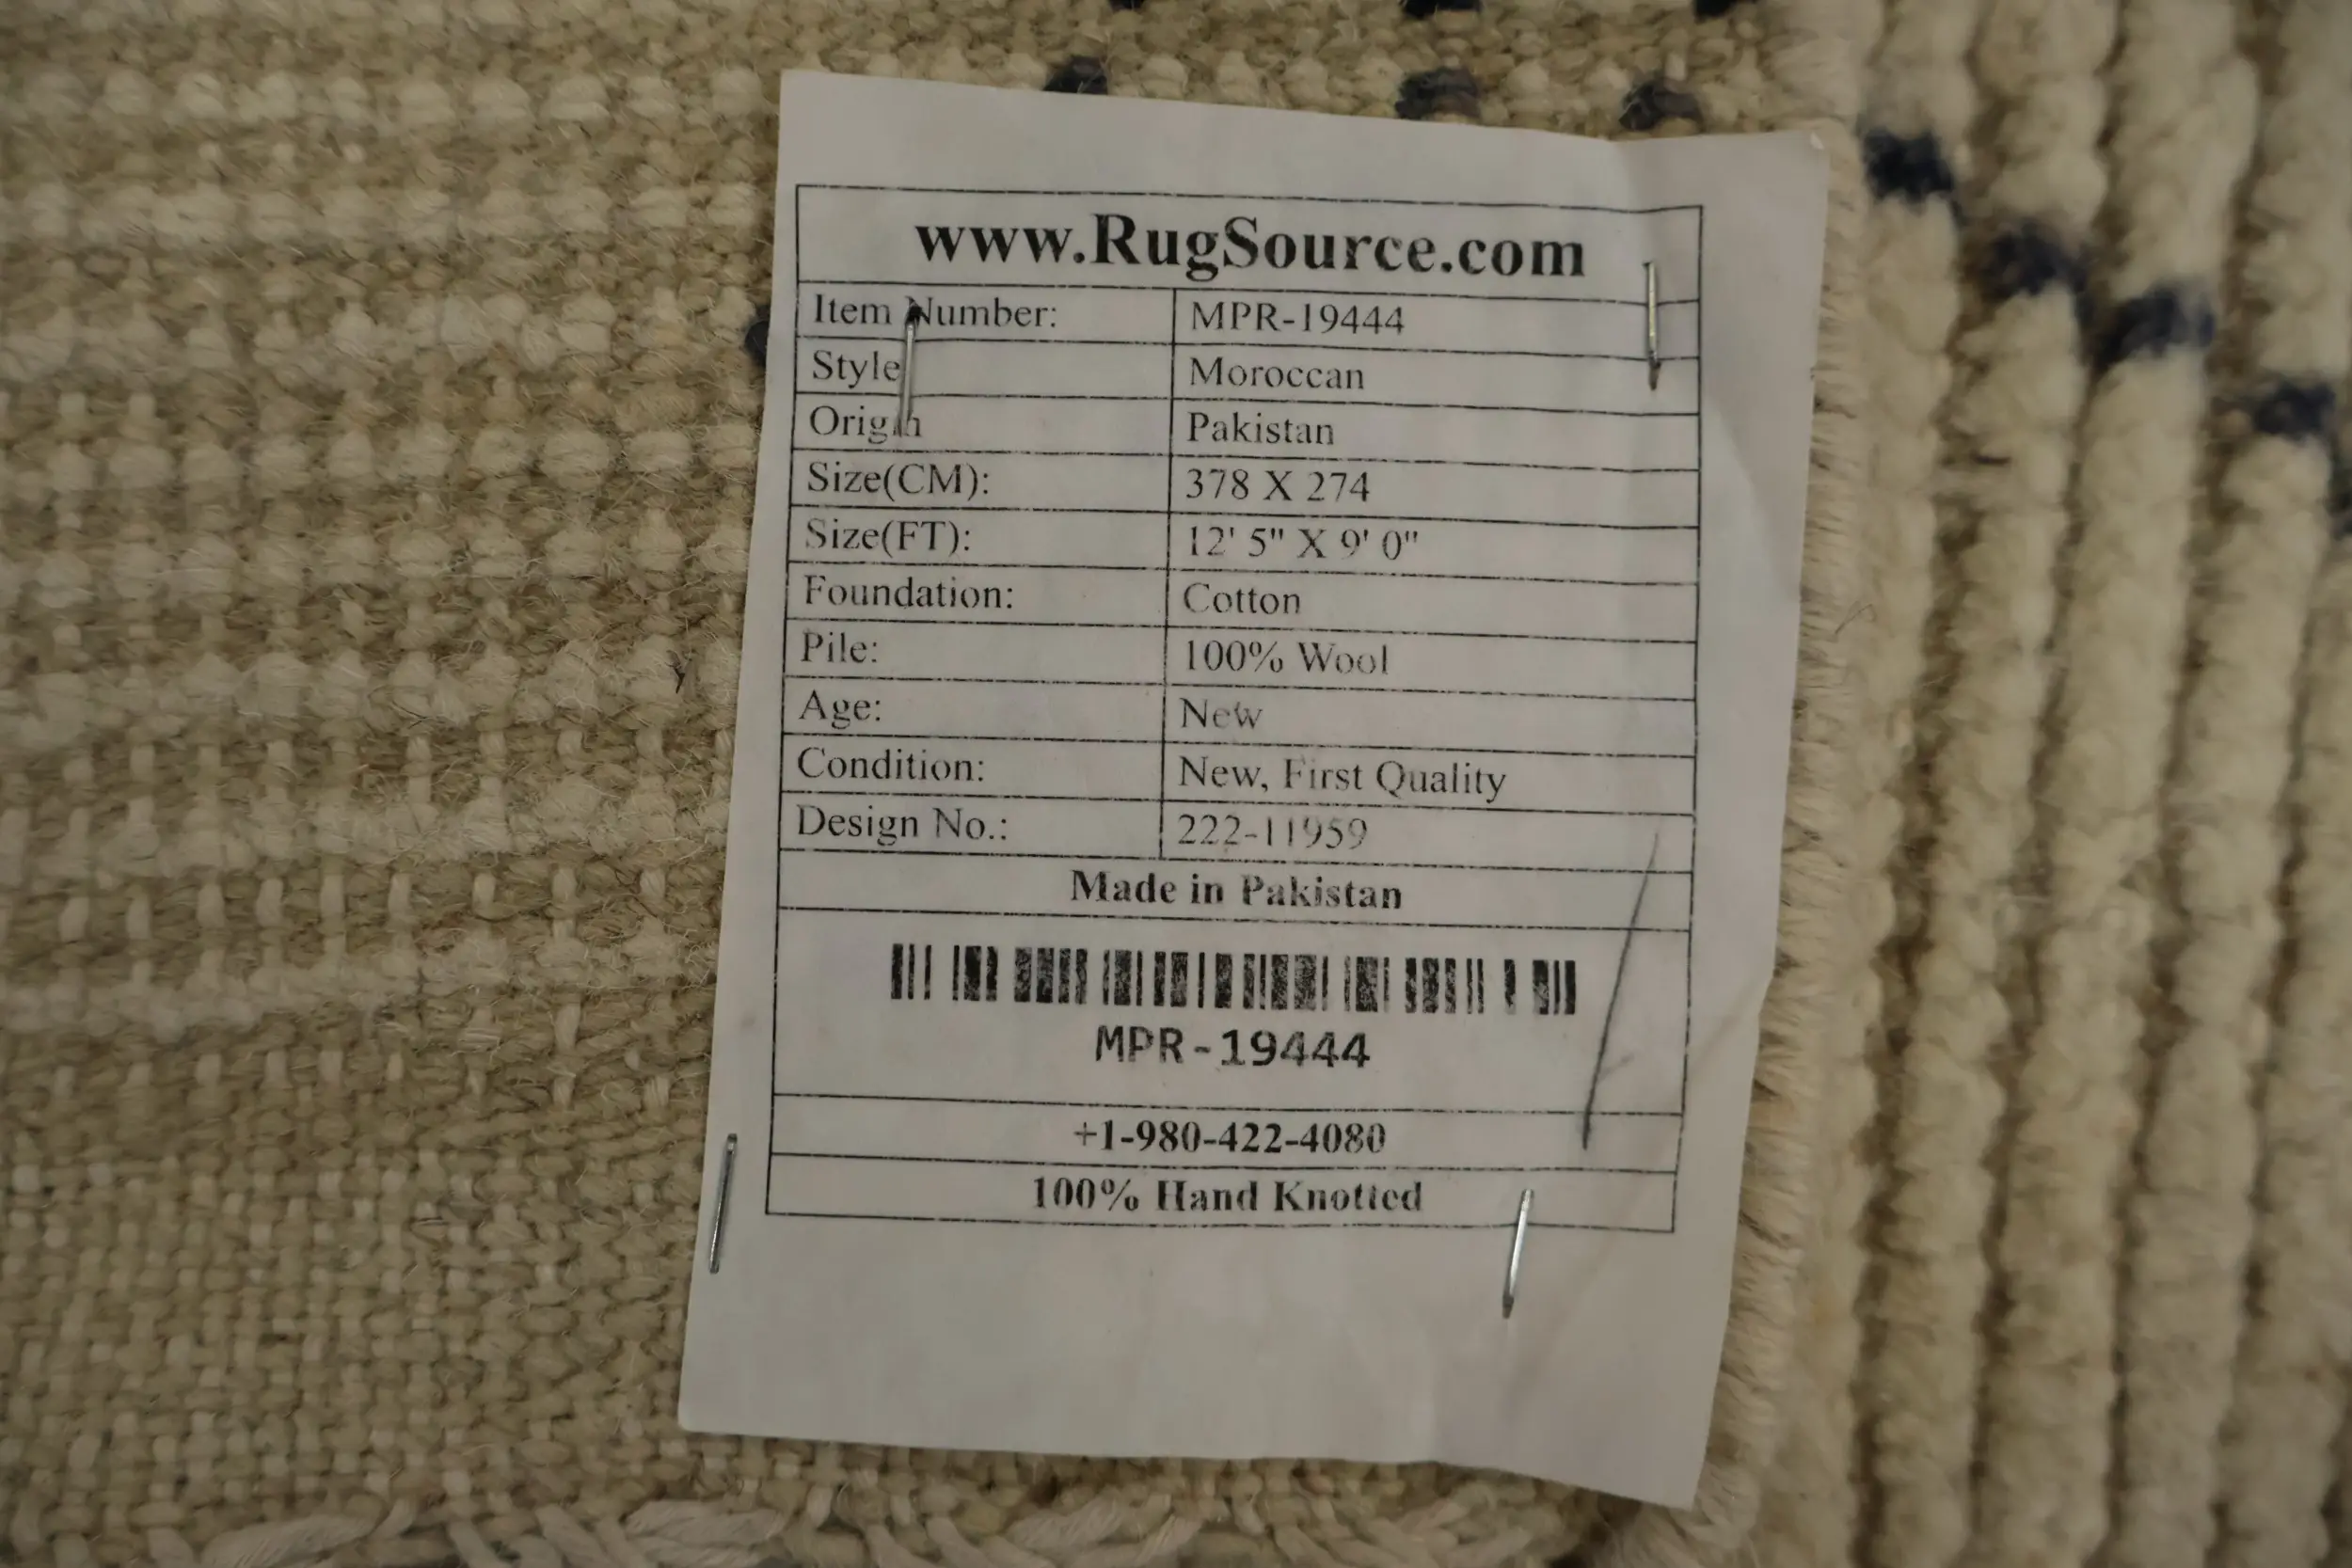 www.RugSource.com
Item Number: MPR-19444
Style Moroccan
Origin Pakistan
Size(CM): 378 X 274
Size(FT): 12' 5" X 9' 0"
Foundation: Cotton
Pile: 100% Wool
Age: New
Condition: New, First Quality
Design No.: 222-11959
Made in Pakistan
MPR-19444
+1-980-422-4080
100% Hand Knotted